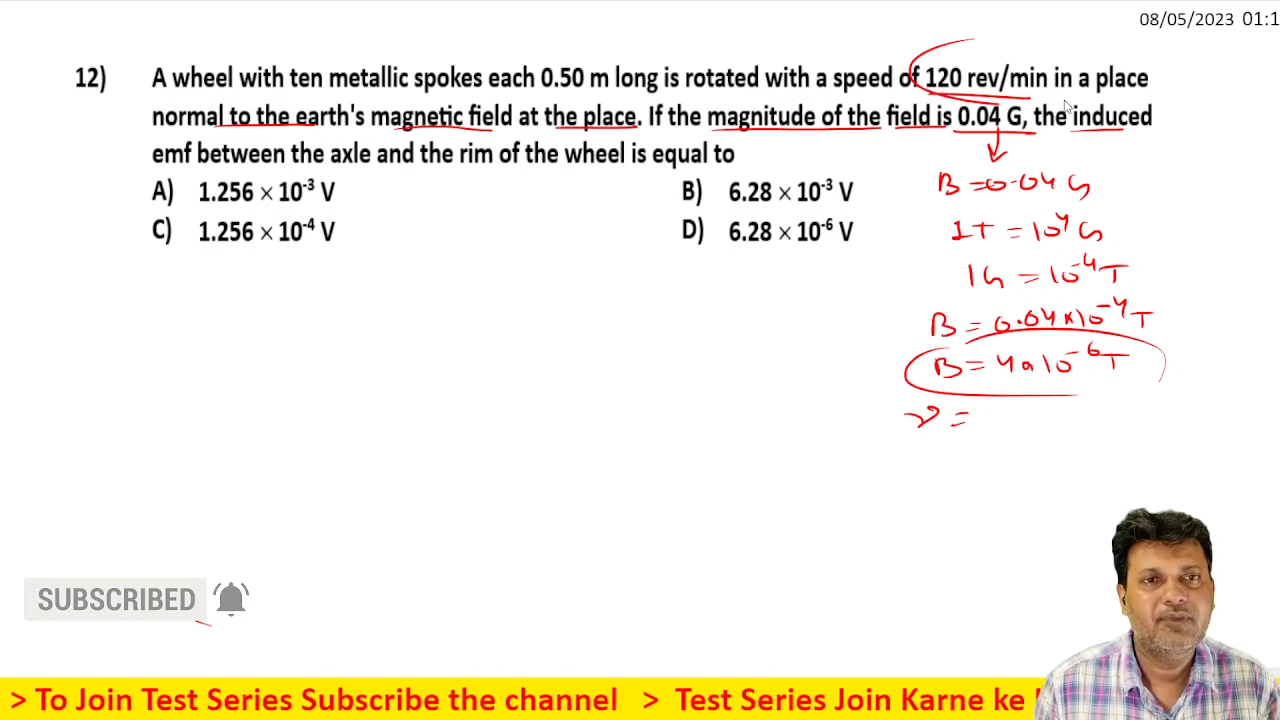 08/05/2023 01:1
12) A wheel with ten metallic spokes each 0.50 m long is rotated with a speed of 120 rev/min in a place
normal to the earth's magnetic field at the place. If the magnitude of the field is 0.04 G, the induced
emf between the axle and the rim of the wheel is equal to
A) 1.256 × 10⁻³ V B) 6.28 × 10⁻³ V
C) 1.256 × 10⁻⁴ V D) 6.28 × 10⁻⁶ V
B = 0.04 G
1T = 10⁴ G
1G = 10⁻⁴ T
B = 0.04 × 10⁻⁴ T
B = 4 × 10⁻⁶ T
ν =
SUBSCRIBED
> To Join Test Series Subscribe the channel > Test Series Join Karne ke